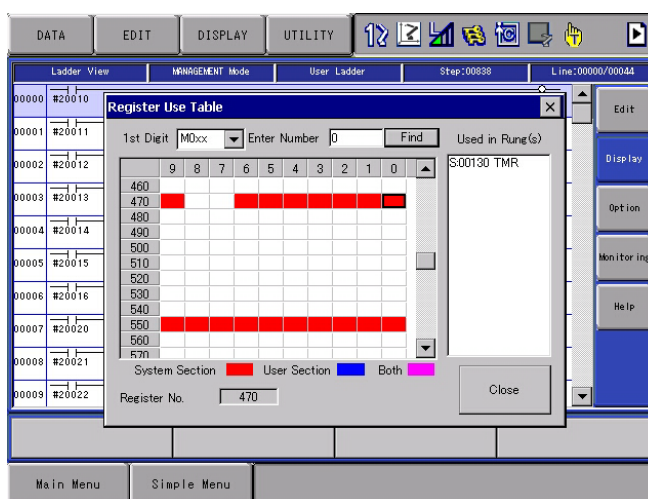 DATA EDIT DISPLAY UTILITY
Ladder View MANAGEMENT Mode User Ladder Step:00838 Line:0000/00044
00000 #20010
00001 #20011
00002 #20012
00003 #20013
00004 #20014
00005 #20015
00006 #20016
00007 #20020
00008 #20021
00009 #20022
Register Use Table
1st Digit M0xx Enter Number 0 Find Used in Rung(s)
9 8 7 6 5 4 3 2 1 0
460
470
480
490
500
510
520
530
540
550
560
570
S:00130 TMR
System Section User Section Both
Register No. 470
Close
Edit
Display
Option
Monitoring
Help
Main Menu Simple Menu